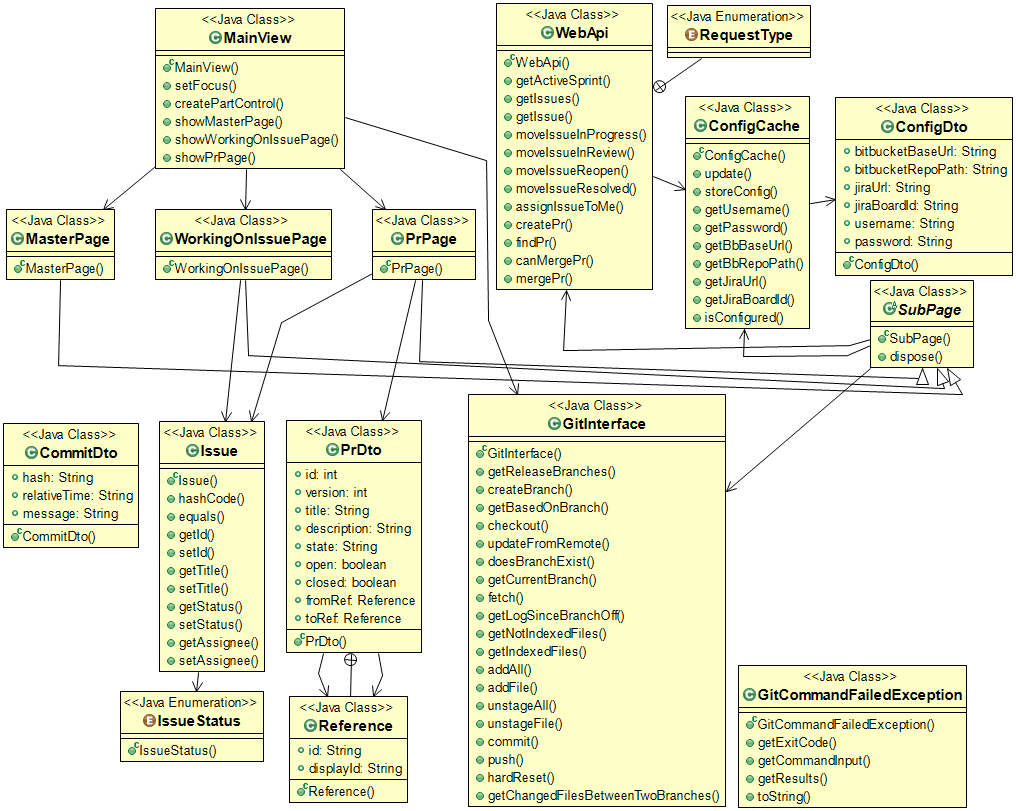 <<Java Class>>
MainView
MainView()
setFocus()
createPartControl()
showMasterPage()
showWorkingOnIssuePage()
showPrPage()
<<Java Class>>
WebApi
WebApi()
getActiveSprint()
getIssues()
getIssue()
moveIssueInProgress()
moveIssueInReview()
moveIssueReopen()
moveIssueResolved()
assignIssueToMe()
createPr()
findPr()
canMergePr()
mergePr()
<<Java Enumeration>>
RequestType
<<Java Class>>
ConfigCache
ConfigCache()
update()
storeConfig()
getUsername()
getPassword()
getBbBaseUrl()
getBbRepoPath()
getJiraUrl()
getJiraBoardId()
isConfigured()
<<Java Class>>
ConfigDto
bitbucketBaseUrl: String
bitbucketRepoPath: String
jiraUrl: String
jiraBoardId: String
username: String
password: String
ConfigDto()
<<Java Class>>
MasterPage
MasterPage()
<<Java Class>>
WorkingOnIssuePage
WorkingOnIssuePage()
<<Java Class>>
PrPage
PrPage()
<<Java Class>>
SubPage
SubPage()
dispose()
<<Java Class>>
CommitDto
hash: String
relativeTime: String
message: String
CommitDto()
<<Java Class>>
Issue
Issue()
hashCode()
equals()
getId()
setId()
getTitle()
setTitle()
getStatus()
setStatus()
getAssignee()
setAssignee()
<<Java Class>>
PrDto
id: int
version: int
title: String
description: String
state: String
open: boolean
closed: boolean
fromRef: Reference
toRef: Reference
PrDto()
<<Java Class>>
GitInterface
GitInterface()
getReleaseBranches()
createBranch()
getBasedOnBranch()
checkout()
updateFromRemote()
doesBranchExist()
getCurrentBranch()
fetch()
getLogSinceBranchOff()
getNotIndexedFiles()
getIndexedFiles()
addAll()
addFile()
unstageAll()
unstageFile()
commit()
push()
hardReset()
getChangedFilesBetweenTwoBranches()
<<Java Enumeration>>
IssueStatus
IssueStatus()
<<Java Class>>
Reference
id: String
displayId: String
Reference()
<<Java Class>>
GitCommandFailedException
GitCommandFailedException()
getExitCode()
getCommandInput()
getResults()
toString()